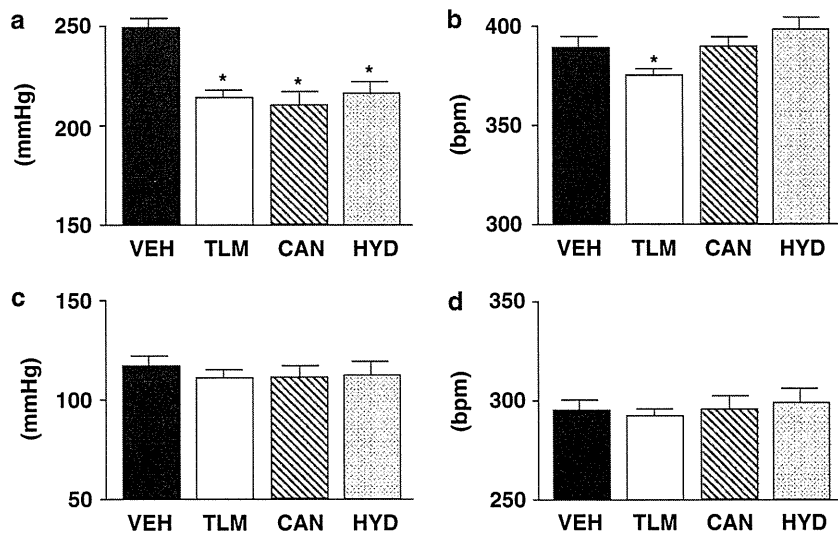 a
(mmHg)
250
200
150
*
*
*
VEH TLM CAN HYD
b
(bpm)
400
350
300
*
VEH TLM CAN HYD
c
(mmHg)
150
100
50
VEH TLM CAN HYD
d
(bpm)
350
300
250
VEH TLM CAN HYD